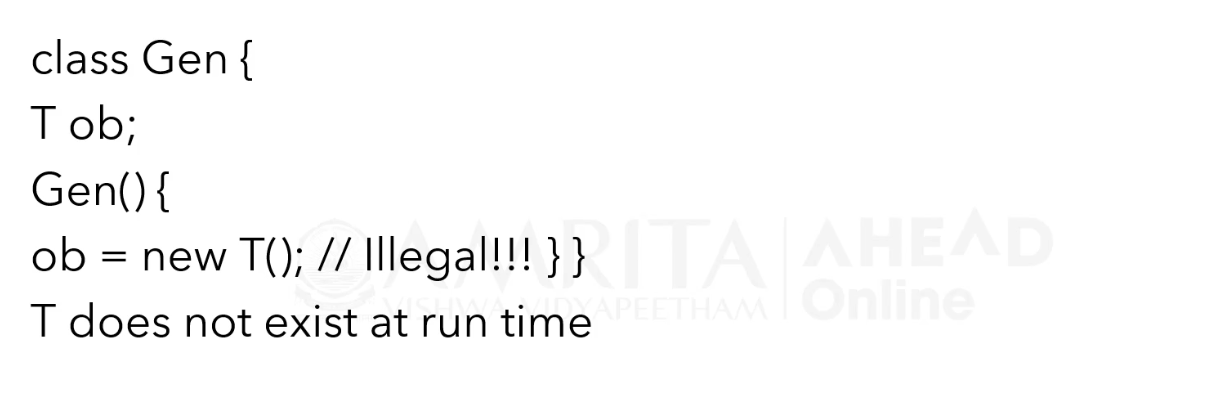 class Gen {
T ob;
Gen() {
ob = new T(); // Illegal!!! } }
T does not exist at run time
AMRITA
VISHWA VIDYAPEETHAM
AHEAD
Online